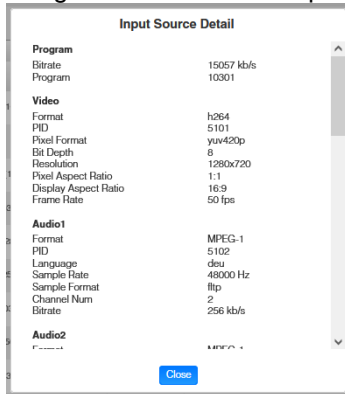 Input Source Detail
Program
Bitrate 15057 kb/s
Program 10301
Video
Format h264
PID 5101
Pixel Format yuv420p
Bit Depth 8
Resolution 1280x720
Pixel Aspect Ratio 1:1
Display Aspect Ratio 16:9
Frame Rate 50 fps
Audio1
Format MPEG-1
PID 5102
Language deu
Sample Rate 48000 Hz
Sample Format fltp
Channel Num 2
Bitrate 256 kb/s
Audio2
Format MPEG-1
Close